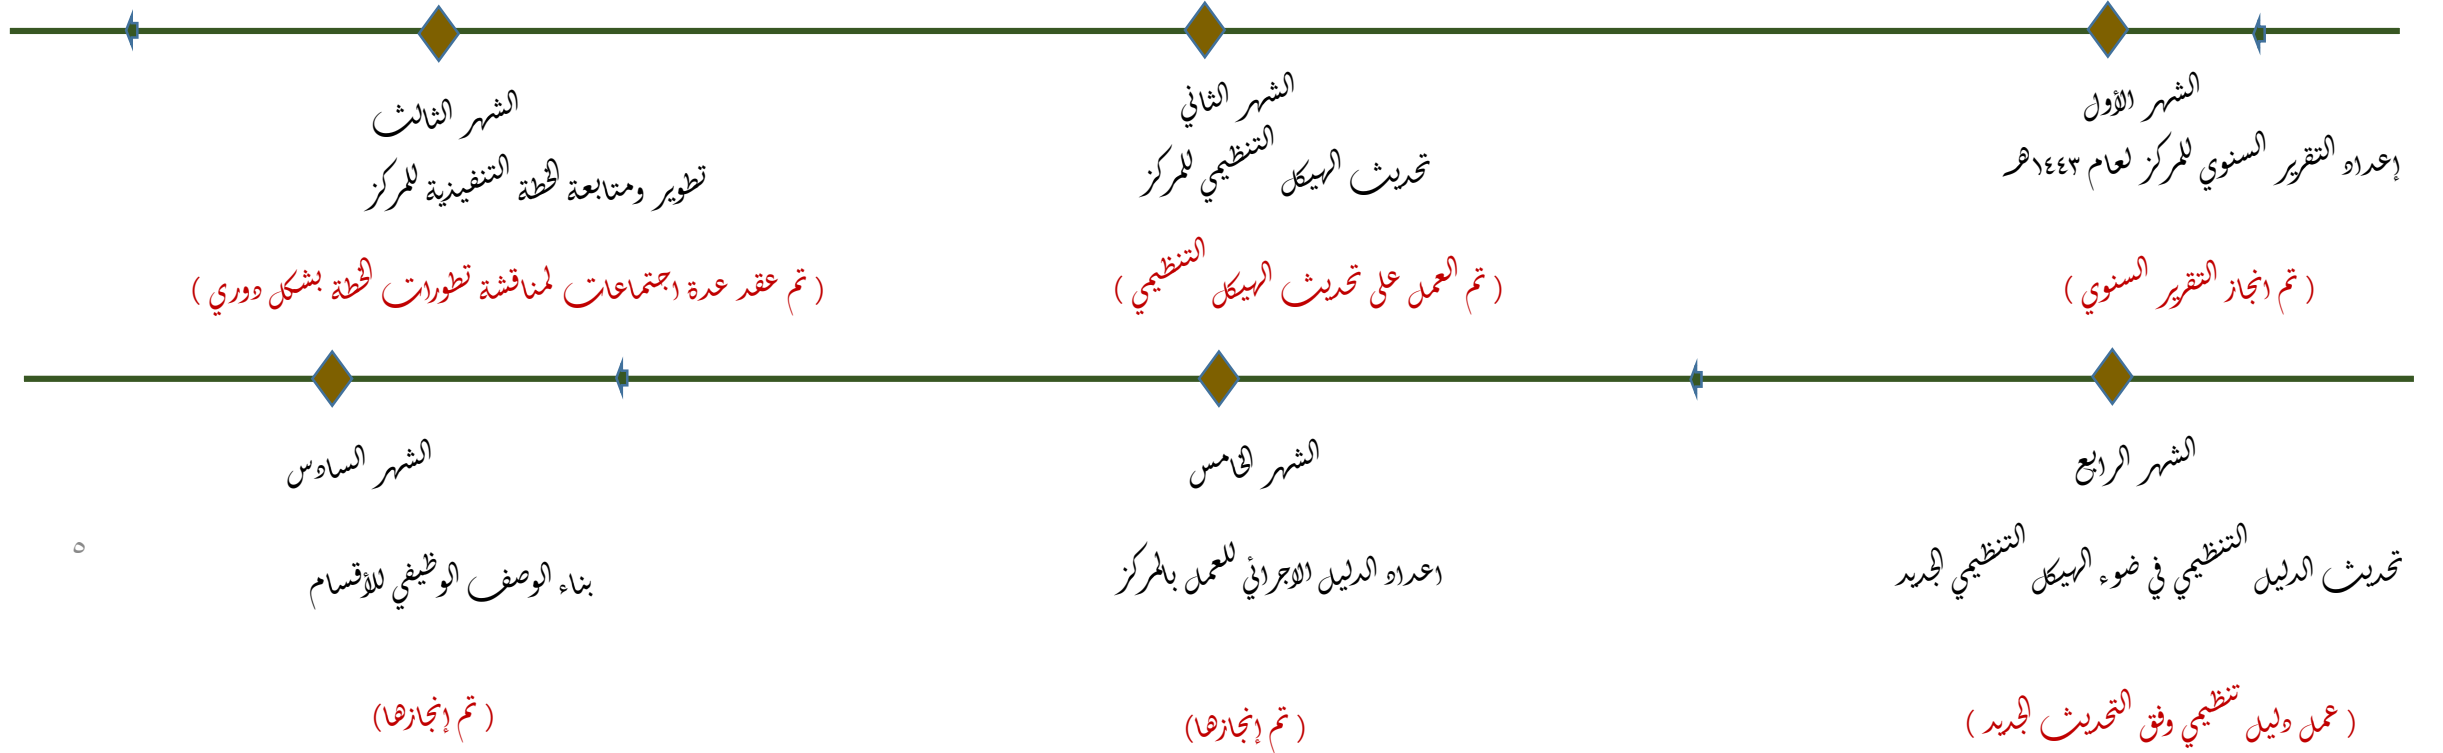 الشهر الأول
إعداد التقرير السنوي للمركز لعام ١٤٤٣هـ
( تم انجاز التقرير السنوي )
الشهر الثاني
تحديث الهيكل التنظيمي للمركز
( تم العمل على تحديث الهيكل التنظيمي )
الشهر الثالث
تطوير ومتابعة الخطة التنفيذية للمركز
( تم عقد عدة اجتماعات لمناقشة تطورات الخطة بشكل دوري )
الشهر الرابع
تحديث الدليل التنظيمي في ضوء الهيكل التنظيمي الجديد
( عمل دليل تنظيمي وفق التحديث الجديد )
الشهر الخامس
اعداد الدليل الاجرائي للعمل بالمركز
( تم إنجازها)
الشهر السادس
بناء الوصف الوظيفي للأقسام
( تم إنجازها)
٥